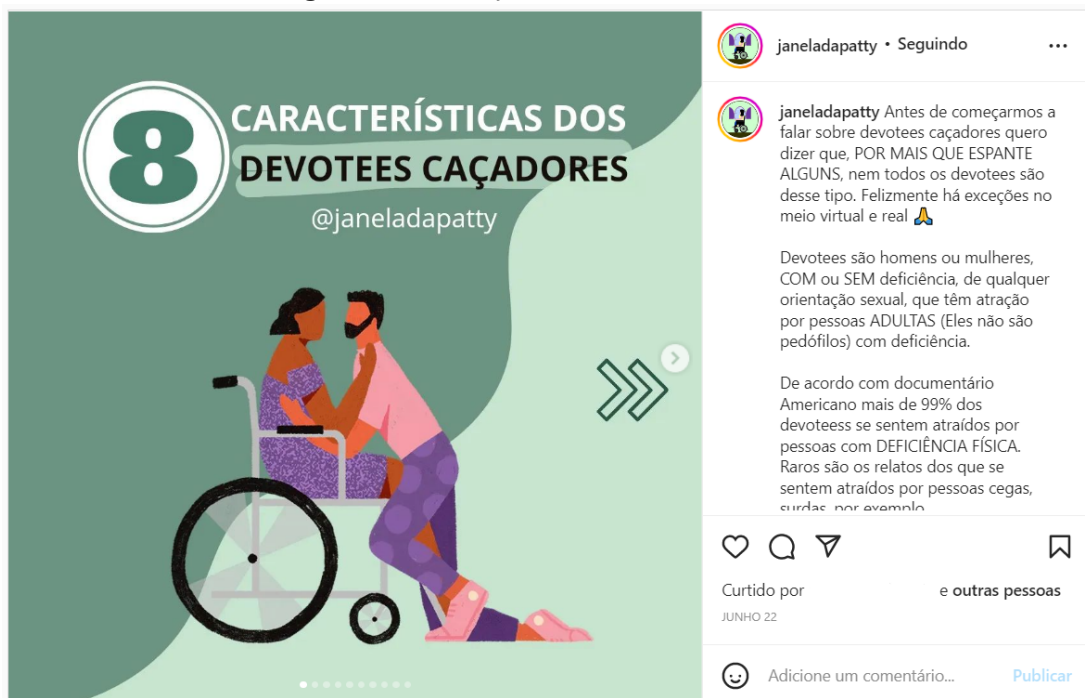 8
CARACTERÍSTICAS DOS
DEVOTEES CAÇADORES
@janeladapatty
janeladapatty • Seguindo
janeladapatty Antes de começarmos a
falar sobre devotees caçadores quero
dizer que, POR MAIS QUE ESPANTE
ALGUNS, nem todos os devotees são
desse tipo. Felizmente há exceções no
meio virtual e real 🙏
Devotees são homens ou mulheres,
COM ou SEM deficiência, de qualquer
orientação sexual, que têm atração
por pessoas ADULTAS (Eles não são
pedófilos) com deficiência.
De acordo com documentário
Americano mais de 99% dos
devoteess se sentem atraídos por
pessoas com DEFICIÊNCIA FÍSICA.
Raros são os relatos dos que se
sentem atraídos por pessoas cegas,
surdas, por exemplo
Curtido por e outras pessoas
JUNHO 22
Adicione um comentário... Publicar